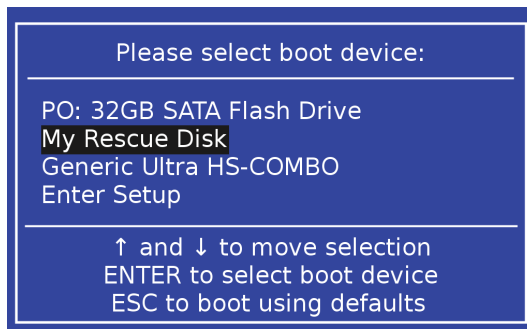 Please select boot device:
PO: 32GB SATA Flash Drive
My Rescue Disk
Generic Ultra HS-COMBO
Enter Setup
↑ and ↓ to move selection
ENTER to select boot device
ESC to boot using defaults